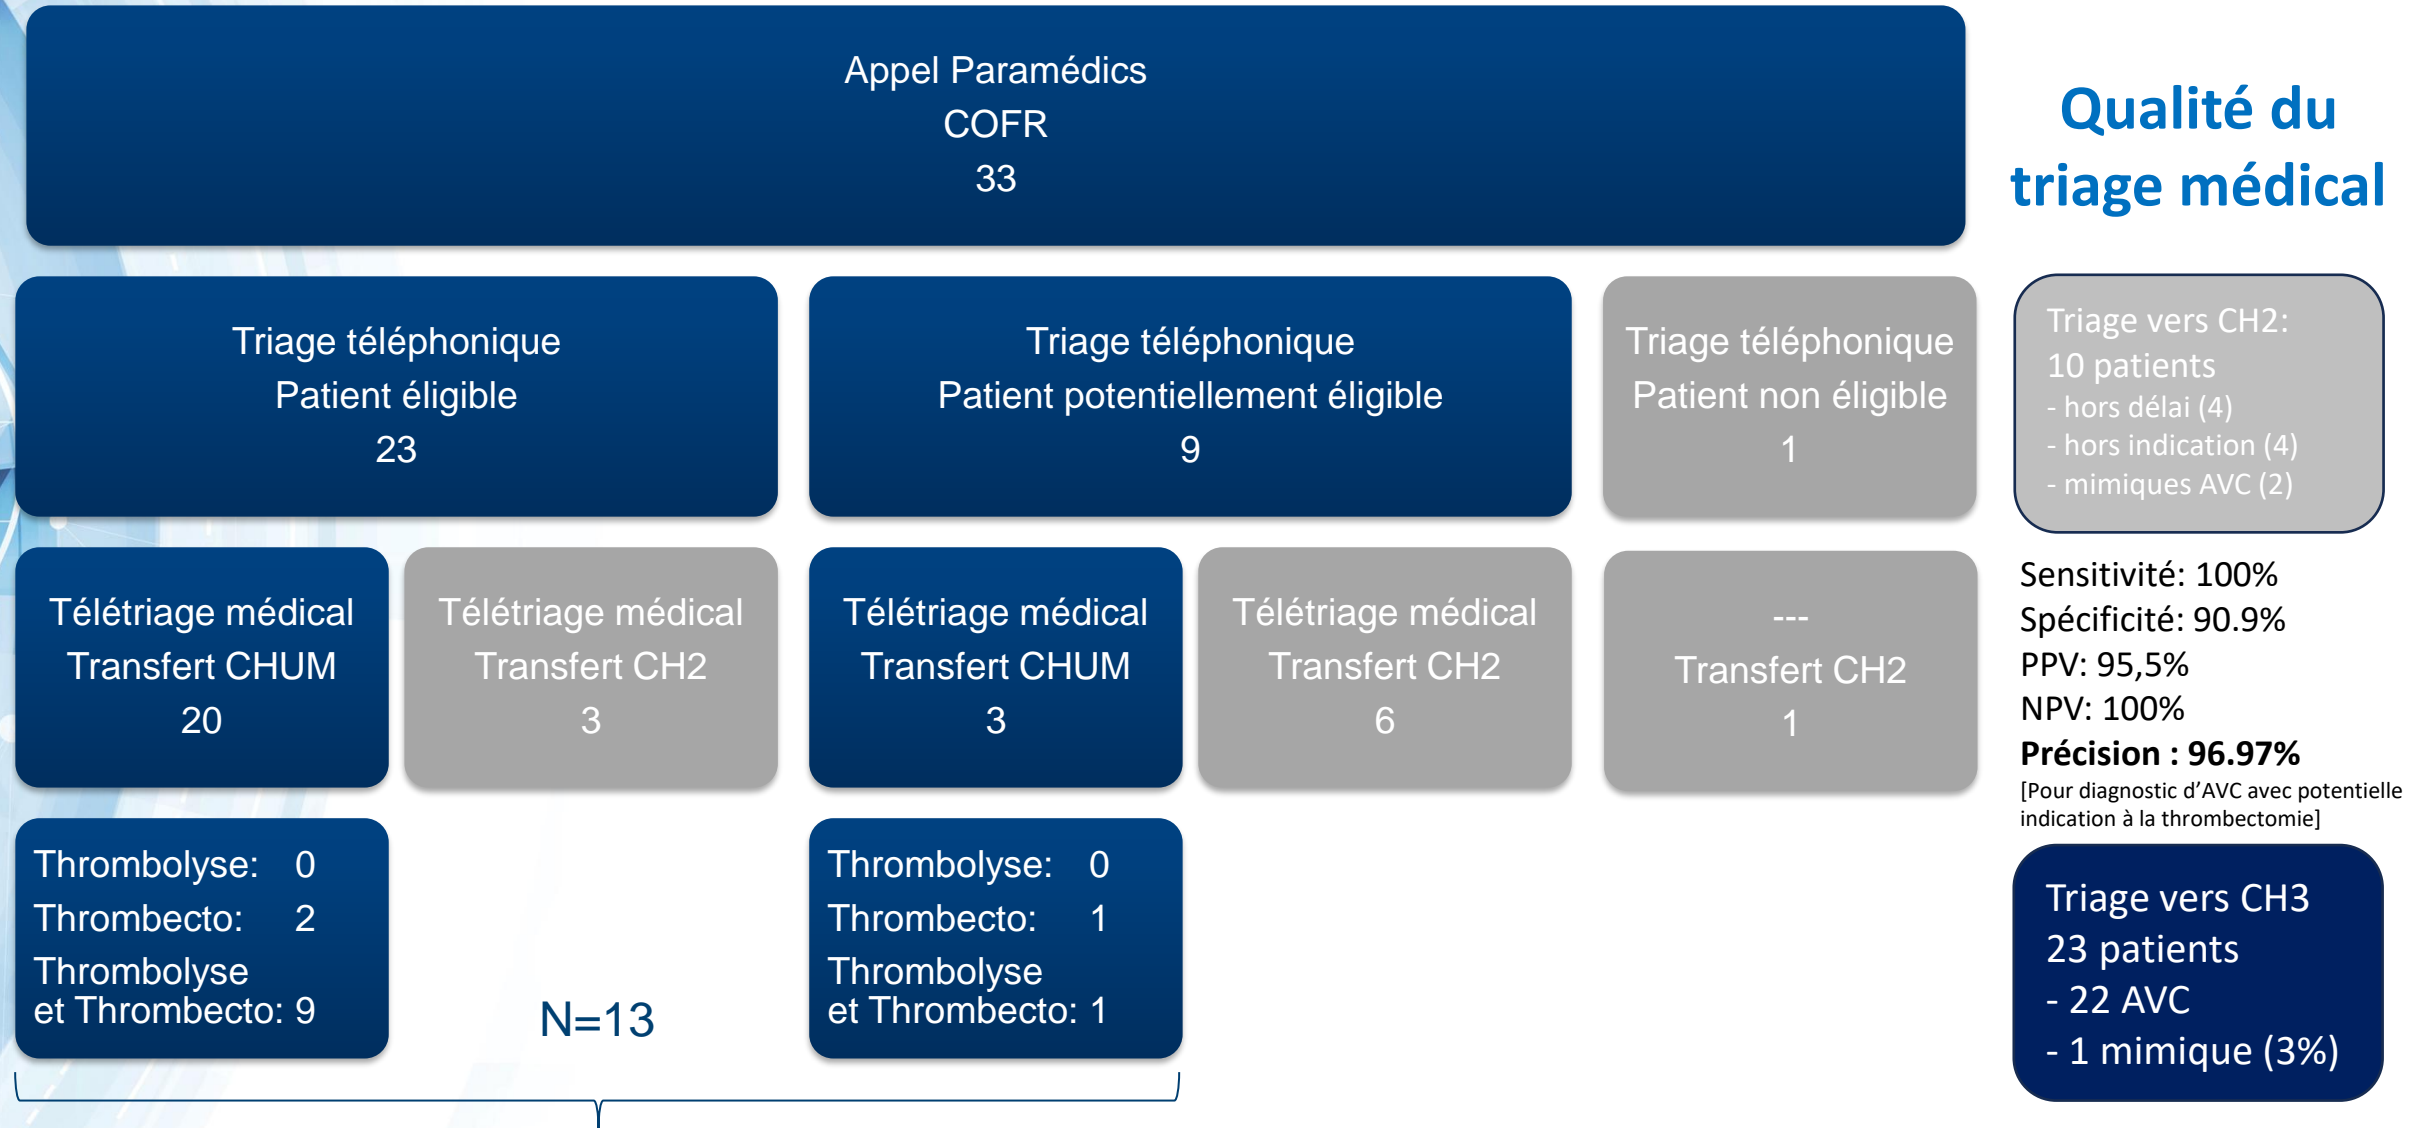 Appel Paramédics
COFR
33
Qualité du
triage médical
Triage téléphonique
Patient éligible
23
Triage téléphonique
Patient potentiellement éligible
9
Triage téléphonique
Patient non éligible
1
Triage vers CH2:
10 patients
- hors délai (4)
- hors indication (4)
- mimiques AVC (2)
Télétriage médical
Transfert CHUM
20
Télétriage médical
Transfert CH2
3
Télétriage médical
Transfert CHUM
3
Télétriage médical
Transfert CH2
6
---
Transfert CH2
1
Sensitivité: 100%
Spécificité: 90.9%
PPV: 95,5%
NPV: 100%
Précision : 96.97%
[Pour diagnostic d’AVC avec potentielle
indication à la thrombectomie]
Thrombolyse: 0
Thrombecto: 2
Thrombolyse
et Thrombecto: 9
N=13
Thrombolyse: 0
Thrombecto: 1
Thrombolyse
et Thrombecto: 1
Triage vers CH3
23 patients
- 22 AVC
- 1 mimique (3%)